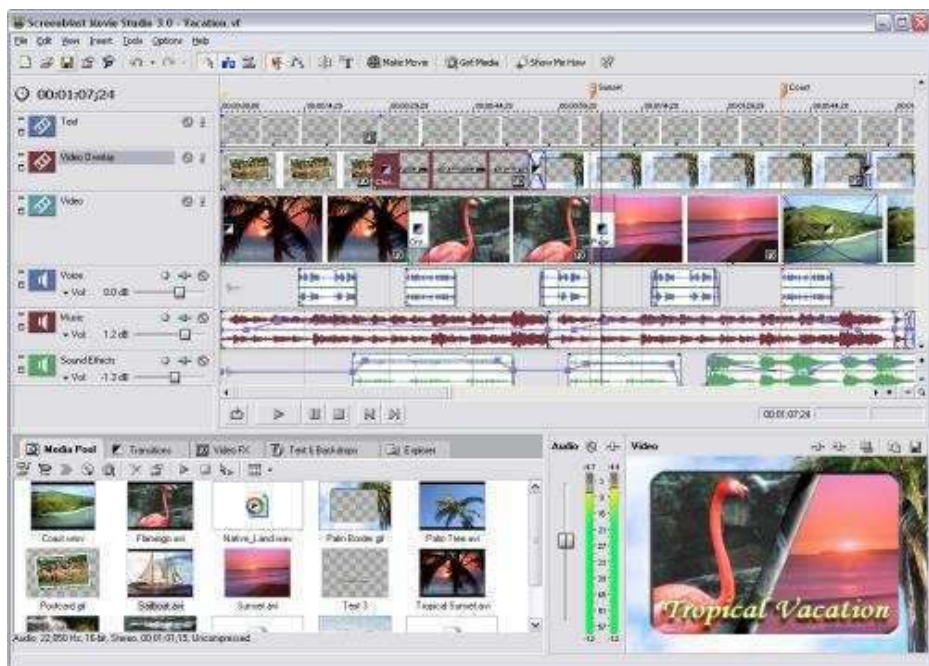 Screenblast Movie Studio 3.0 - Vacation.vf
File Edit View Insert Tools Options Help
Make Movie Get Media Show Me How
00:01:07;24
Sunset Coast
Text
Video Overlay
Video
Voice
Vol: 0.0 dB
Music
Vol: 1.2 dB
Sound Effects
Vol: -1.3 dB
00:01:07;24
Media Pool Transitions Video FX Text & Backdrops Explorer
Audio Video
Coast.wmv Flamingo.avi Native_Land.wav Palm Border.gif Palm Tree.avi
Postcard.gif Sailboat.avi Sunset.avi Text 3 Tropical Sunset.avi
Audio: 22,050 Hz, 16-bit, Stereo, 00:01:01;15, Uncompressed
Tropical Vacation